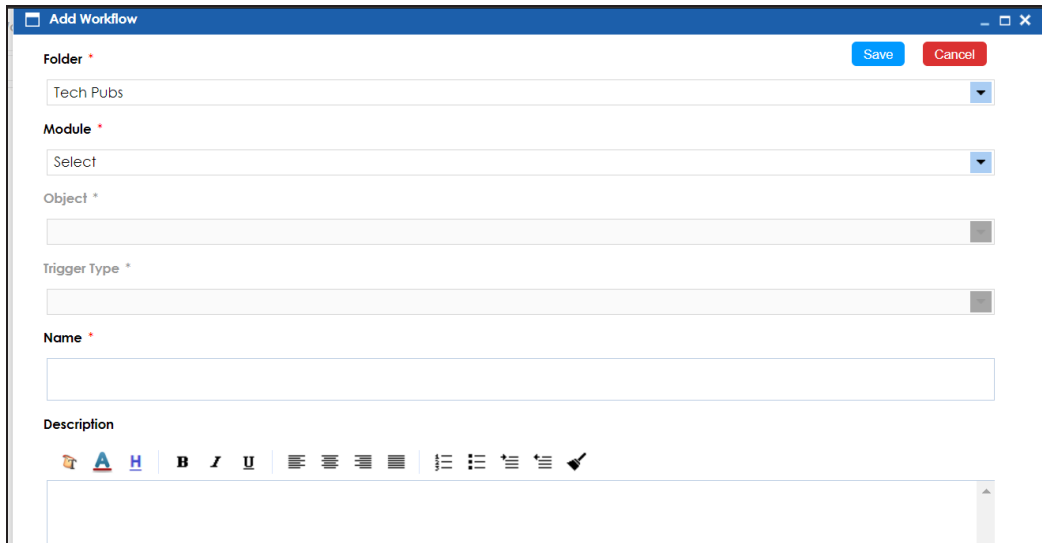 Add Workflow
Folder *
Save
Cancel
Tech Pubs
Module *
Select
Object *
Trigger Type *
Name *
Description
A H B I U